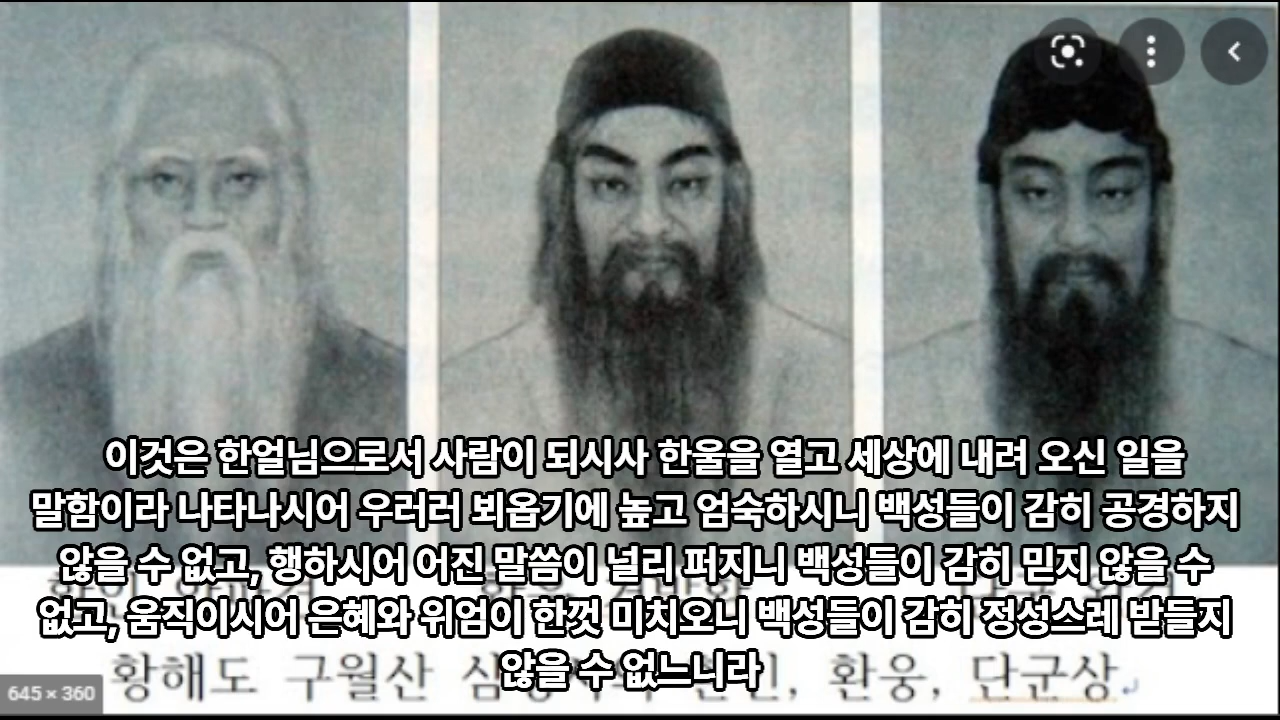 이것은 한얼님으로서 사람이 되시사 한울을 열고 세상에 내려 오신 일을
말함이라 나타나시어 우러러 뵈옵기에 높고 엄숙하시니 백성들이 감히 공경하지
않을 수 없고, 행하시어 어진 말씀이 널리 퍼지니 백성들이 감히 믿지 않을 수
없고, 움직이시어 은혜와 위엄이 한껏 미치오니 백성들이 감히 정성스레 받들지
않을 수 없느니라
황해도 구월산 환웅, 단군상
645 × 360